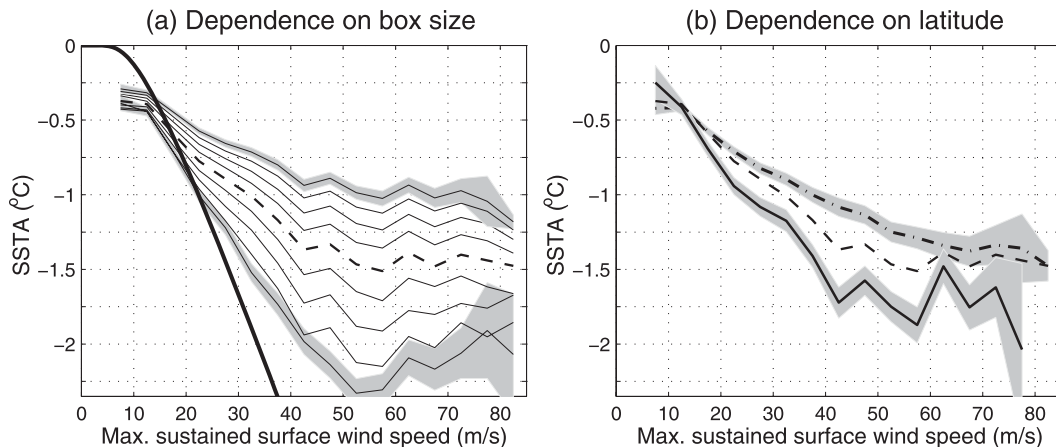 (a) Dependence on box size
0
−0.5
−1
−1.5
−2
SSTA (°C)
0 10 20 30 40 50 60 70 80
Max. sustained surface wind speed (m/s)
(b) Dependence on latitude
0
−0.5
−1
−1.5
−2
SSTA (°C)
0 10 20 30 40 50 60 70 80
Max. sustained surface wind speed (m/s)